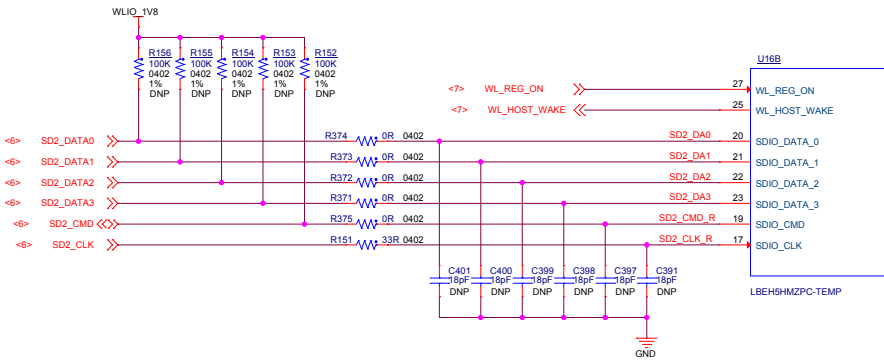 WLIO_1V8
R156 R155 R154 R153 R152
100K 100K 100K 100K 100K
0402 0402 0402 0402 0402
1% 1% 1% 1% 1%
DNP DNP DNP DNP DNP
U16B
<7> WL_REG_ON 27 WL_REG_ON
<7> WL_HOST_WAKE 25 WL_HOST_WAKE
<6> SD2_DATA0 R374 0R 0402 SD2_DA0 20 SDIO_DATA_0
<6> SD2_DATA1 R373 0R 0402 SD2_DA1 21 SDIO_DATA_1
<6> SD2_DATA2 R372 0R 0402 SD2_DA2 22 SDIO_DATA_2
<6> SD2_DATA3 R371 0R 0402 SD2_DA3 23 SDIO_DATA_3
<6> SD2_CMD R375 0R 0402 SD2_CMD_R 19 SDIO_CMD
<6> SD2_CLK R151 33R 0402 SD2_CLK_R 17 SDIO_CLK
C401 C400 C399 C398 C397 C391
18pF 18pF 18pF 18pF 18pF 18pF
DNP DNP DNP DNP DNP DNP
LBEH5HMZPC-TEMP
GND